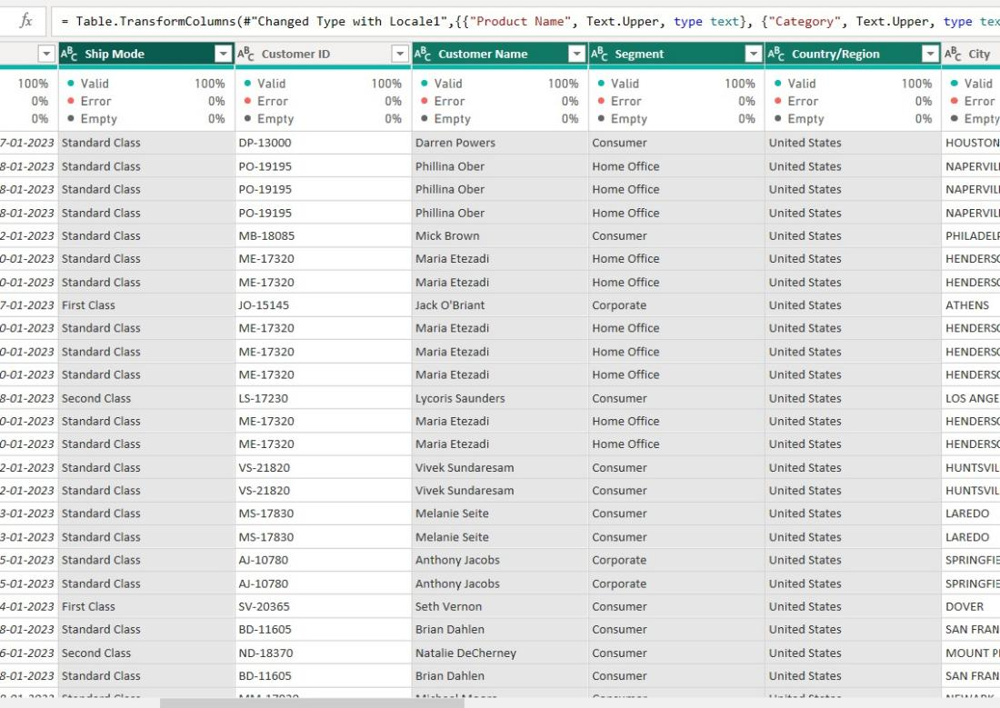 fx = Table.TransformColumns(#"Changed Type with Locale1",{{"Product Name", Text.Upper, type text}, {"Category", Text.Upper, type tex
ABC Ship Mode ABC Customer ID ABC Customer Name ABC Segment ABC Country/Region ABC City
100% Valid 100% Valid 100% Valid 100% Valid 100% Valid 100% Valid
0% Error 0% Error 0% Error 0% Error 0% Error 0% Error
0% Empty 0% Empty 0% Empty 0% Empty 0% Empty 0% Empty
7-01-2023 Standard Class DP-13000 Darren Powers Consumer United States HOUSTON
8-01-2023 Standard Class PO-19195 Phillina Ober Home Office United States NAPERVILL
8-01-2023 Standard Class PO-19195 Phillina Ober Home Office United States NAPERVILL
8-01-2023 Standard Class PO-19195 Phillina Ober Home Office United States NAPERVILL
2-01-2023 Standard Class MB-18085 Mick Brown Consumer United States PHILADELP
0-01-2023 Standard Class ME-17320 Maria Etezadi Home Office United States HENDERSO
0-01-2023 Standard Class ME-17320 Maria Etezadi Home Office United States HENDERSO
7-01-2023 First Class JO-15145 Jack O'Briant Corporate United States ATHENS
0-01-2023 Standard Class ME-17320 Maria Etezadi Home Office United States HENDERSO
0-01-2023 Standard Class ME-17320 Maria Etezadi Home Office United States HENDERSO
0-01-2023 Standard Class ME-17320 Maria Etezadi Home Office United States HENDERSO
8-01-2023 Second Class LS-17230 Lycoris Saunders Consumer United States LOS ANGE
0-01-2023 Standard Class ME-17320 Maria Etezadi Home Office United States HENDERSO
0-01-2023 Standard Class ME-17320 Maria Etezadi Home Office United States HENDERSO
2-01-2023 Standard Class VS-21820 Vivek Sundaresam Consumer United States HUNTSVIL
2-01-2023 Standard Class VS-21820 Vivek Sundaresam Consumer United States HUNTSVIL
3-01-2023 Standard Class MS-17830 Melanie Seite Consumer United States LAREDO
3-01-2023 Standard Class MS-17830 Melanie Seite Consumer United States LAREDO
5-01-2023 Standard Class AJ-10780 Anthony Jacobs Corporate United States SPRINGFIE
5-01-2023 Standard Class AJ-10780 Anthony Jacobs Corporate United States SPRINGFIE
4-01-2023 First Class SV-20365 Seth Vernon Consumer United States DOVER
8-01-2023 Standard Class BD-11605 Brian Dahlen Consumer United States SAN FRAN
6-01-2023 Second Class ND-18370 Natalie DeCherney Consumer United States MOUNT P
8-01-2023 Standard Class BD-11605 Brian Dahlen Consumer United States SAN FRAN